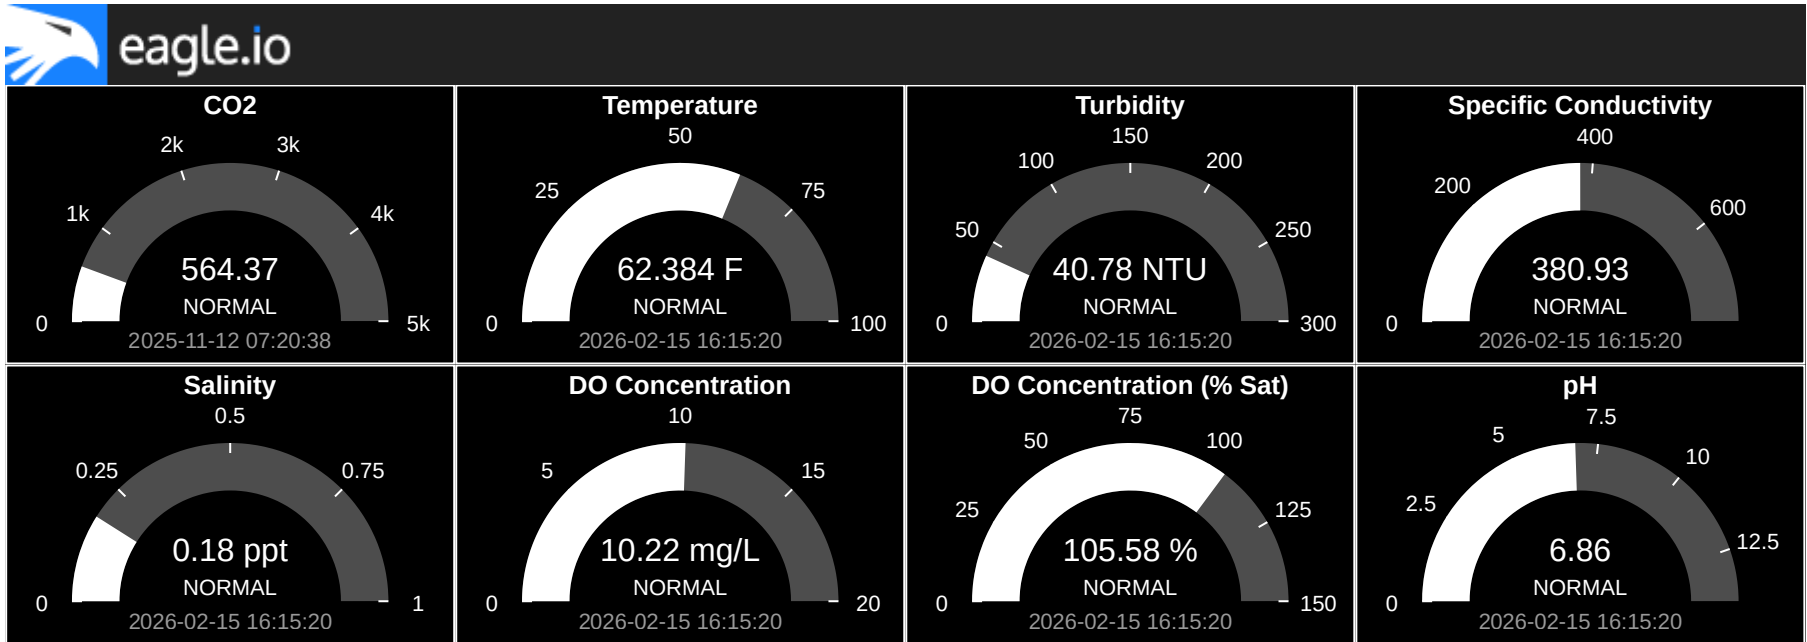 eagle.io
CO2
0
1k
2k
3k
4k
5k
564.37
NORMAL
2025-11-12 07:20:38
Temperature
0
25
50
75
100
62.384 F
NORMAL
2026-02-15 16:15:20
Turbidity
0
50
100
150
200
250
300
40.78 NTU
NORMAL
2026-02-15 16:15:20
Specific Conductivity
0
200
400
600
380.93
NORMAL
2026-02-15 16:15:20
Salinity
0
0.25
0.5
0.75
1
0.18 ppt
NORMAL
2026-02-15 16:15:20
DO Concentration
0
5
10
15
20
10.22 mg/L
NORMAL
2026-02-15 16:15:20
DO Concentration (% Sat)
0
25
50
75
100
125
150
105.58 %
NORMAL
2026-02-15 16:15:20
pH
0
2.5
5
7.5
10
12.5
6.86
NORMAL
2026-02-15 16:15:20